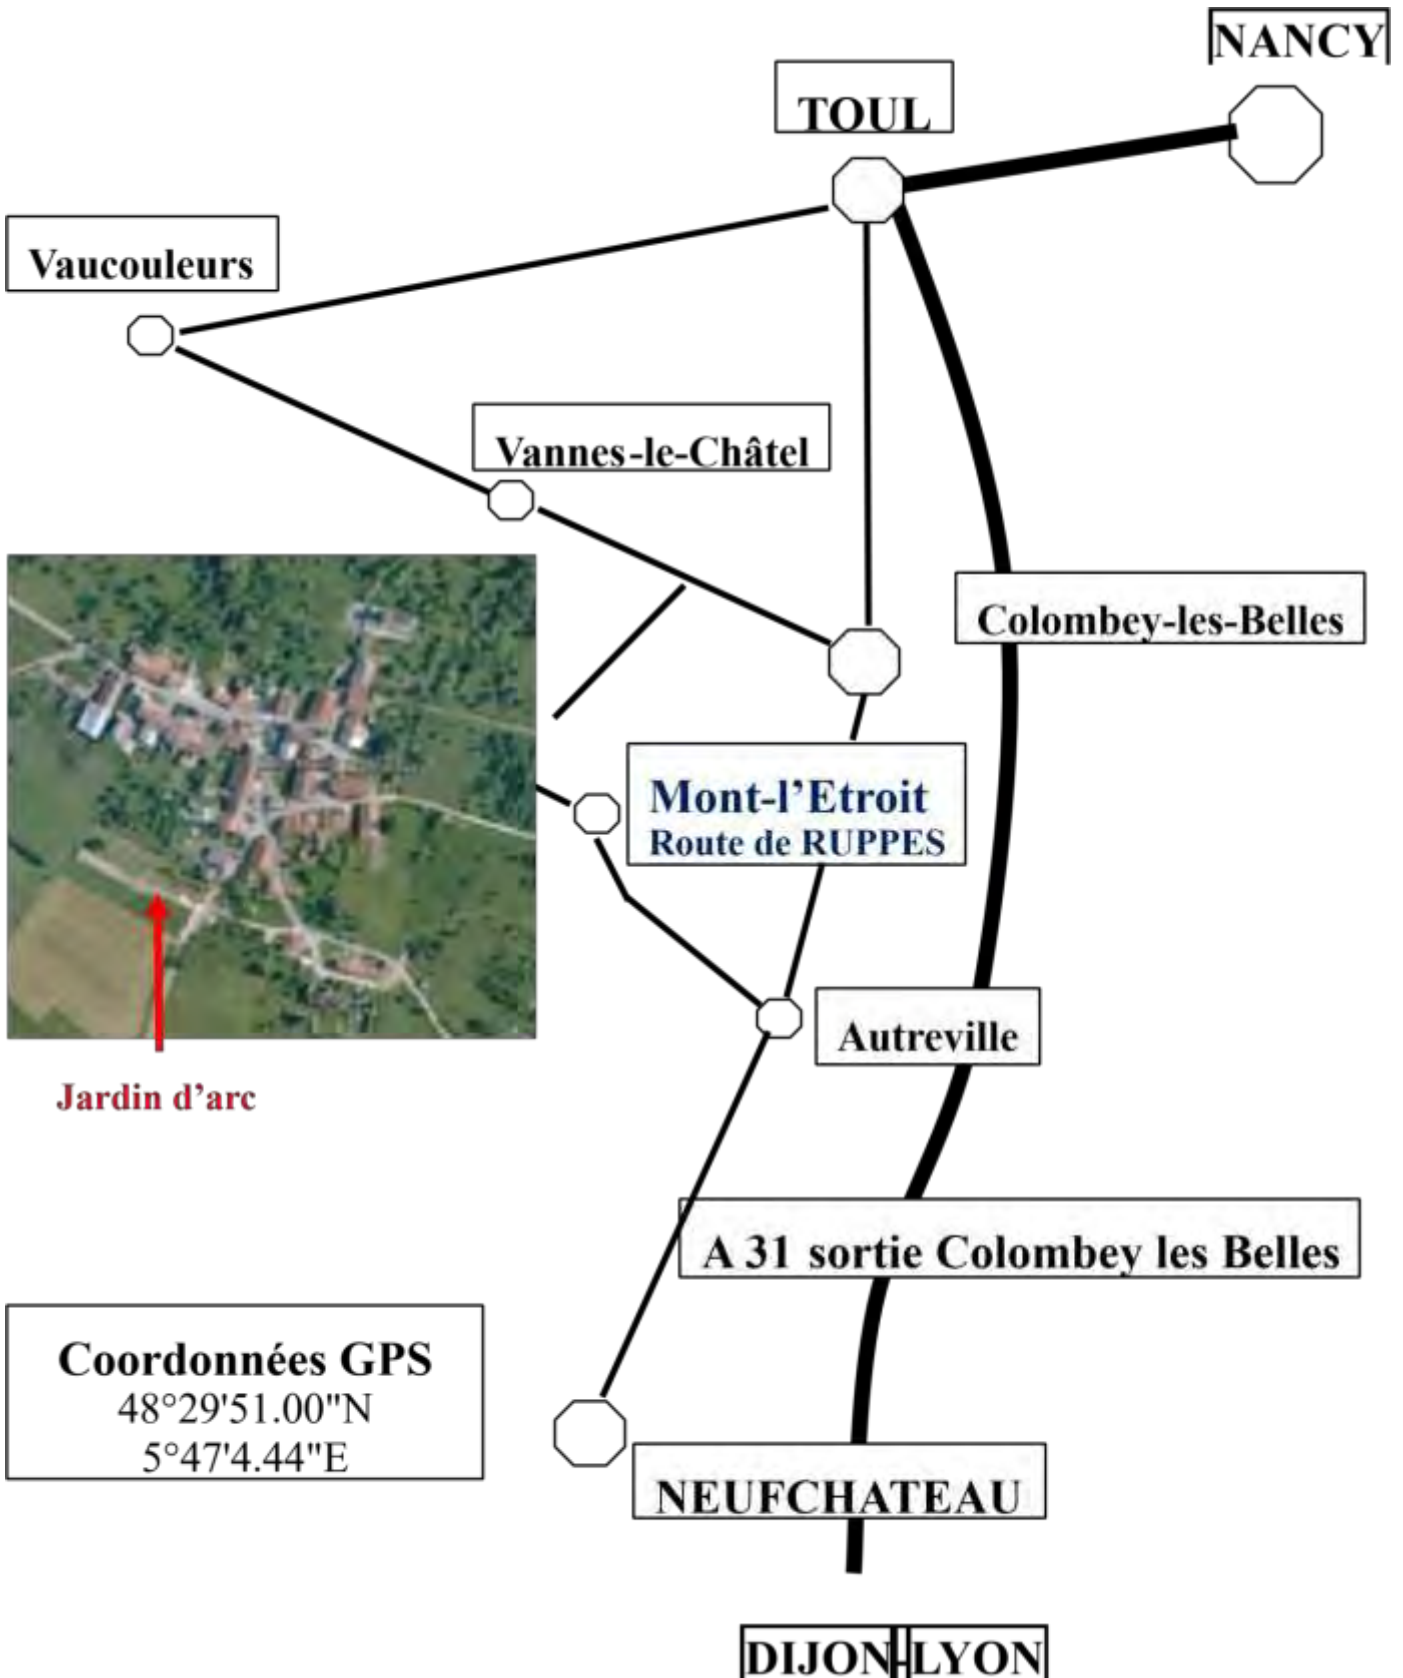 NANCY
TOUL
Vaucouleurs
Vannes-le-Châtel
Colombey-les-Belles
Mont-l’Etroit
Route de RUPPES
Autreville
Jardin d’arc
A 31 sortie Colombey les Belles
Coordonnées GPS
48°29'51.00"N
5°47'4.44"E
NEUFCHATEAU
DIJON-LYON